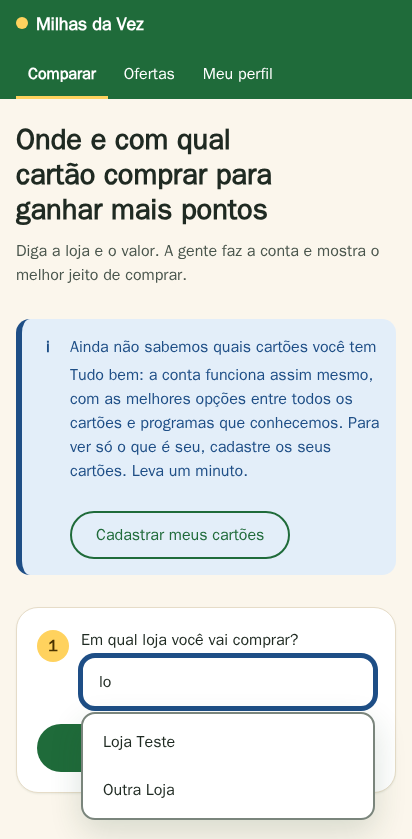 Milhas da Vez
Comparar Ofertas Meu perfil
Onde e com qual
cartão comprar para
ganhar mais pontos
Diga a loja e o valor. A gente faz a conta e mostra o
melhor jeito de comprar.
i Ainda não sabemos quais cartões você tem
Tudo bem: a conta funciona assim mesmo,
com as melhores opções entre todos os
cartões e programas que conhecemos. Para
ver só o que é seu, cadastre os seus
cartões. Leva um minuto.
Cadastrar meus cartões
1 Em qual loja você vai comprar?
lo
Loja Teste
Outra Loja